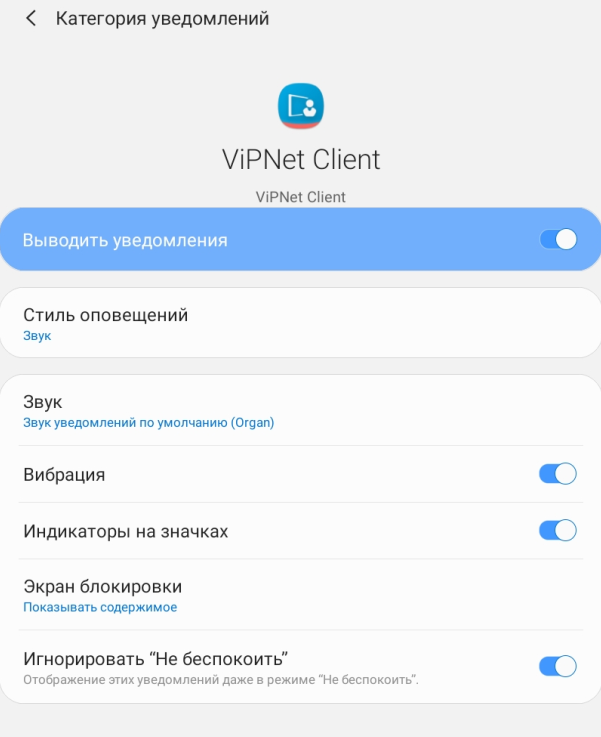 Категория уведомлений
ViPNet Client
ViPNet Client
Выводить уведомления
Стиль оповещений
Звук
Звук
Звук уведомлений по умолчанию (Organ)
Вибрация
Индикаторы на значках
Экран блокировки
Показывать содержимое
Игнорировать “Не беспокоить”
Отображение этих уведомлений даже в режиме “Не беспокоить”.